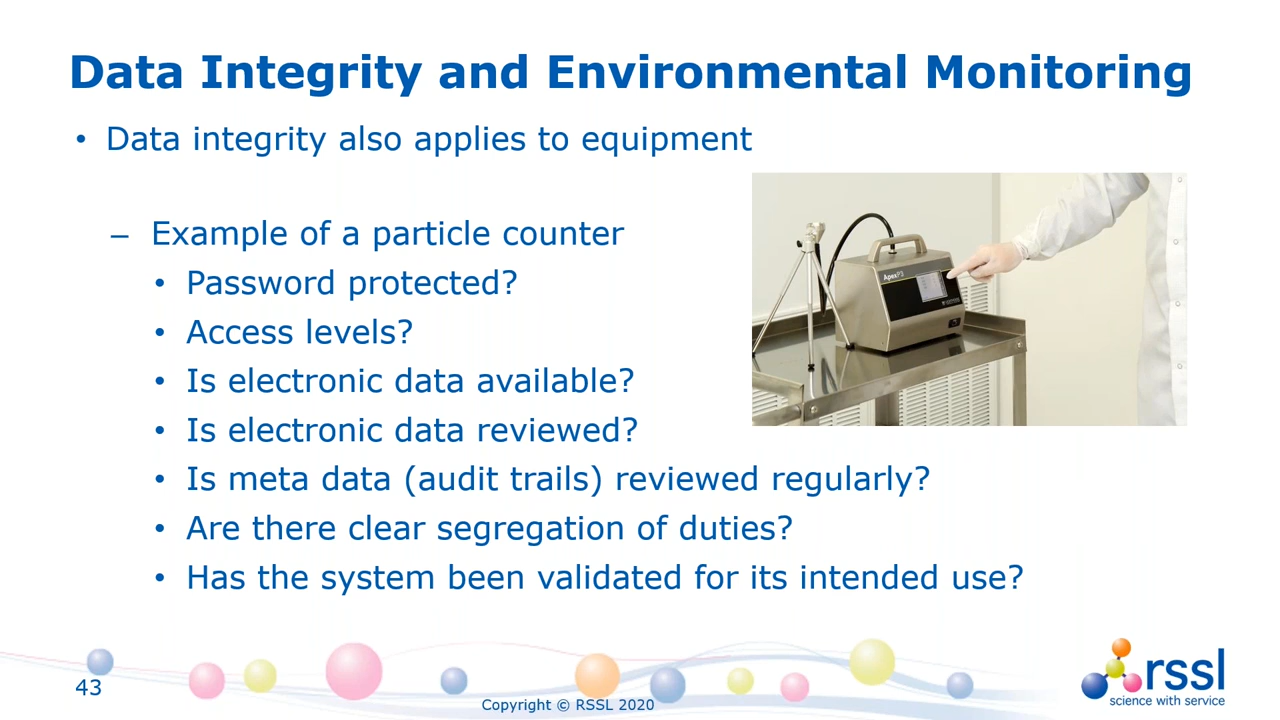 Data Integrity and Environmental Monitoring
• Data integrity also applies to equipment
– Example of a particle counter
• Password protected?
• Access levels?
• Is electronic data available?
• Is electronic data reviewed?
• Is meta data (audit trails) reviewed regularly?
• Are there clear segregation of duties?
• Has the system been validated for its intended use?
ApexP3
43
Copyright © RSSL 2020
rssl
science with service